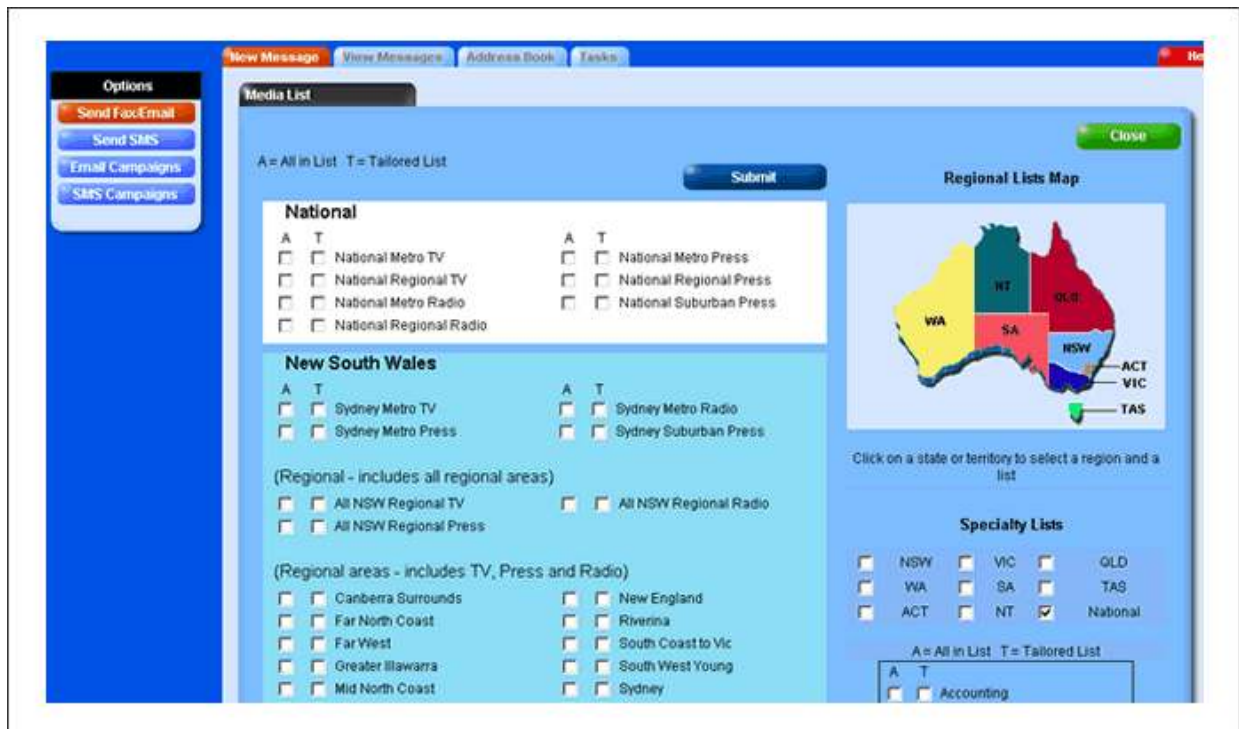 New Message View Messages Address Book Tasks
Options
Send Fax/Email
Send SMS
Email Campaigns
SMS Campaigns
Media List
Close
A = All in List T = Tailored List
Submit
National
A T A T
National Metro TV National Metro Press
National Regional TV National Regional Press
National Metro Radio National Suburban Press
National Regional Radio
New South Wales
A T A T
Sydney Metro TV Sydney Metro Radio
Sydney Metro Press Sydney Suburban Press
(Regional - includes all regional areas)
All NSW Regional TV All NSW Regional Radio
All NSW Regional Press
(Regional areas - includes TV, Press and Radio)
Canberra Surrounds New England
Far North Coast Riverina
Far West South Coast to Vic
Greater Illawarra South West Young
Mid North Coast Sydney
Regional Lists Map
NT
QLD
WA
SA
NSW
ACT
VIC
TAS
Click on a state or territory to select a region and a
list
Specialty Lists
NSW VIC QLD
WA SA TAS
ACT NT National
A = All in List T = Tailored List
A T
Accounting